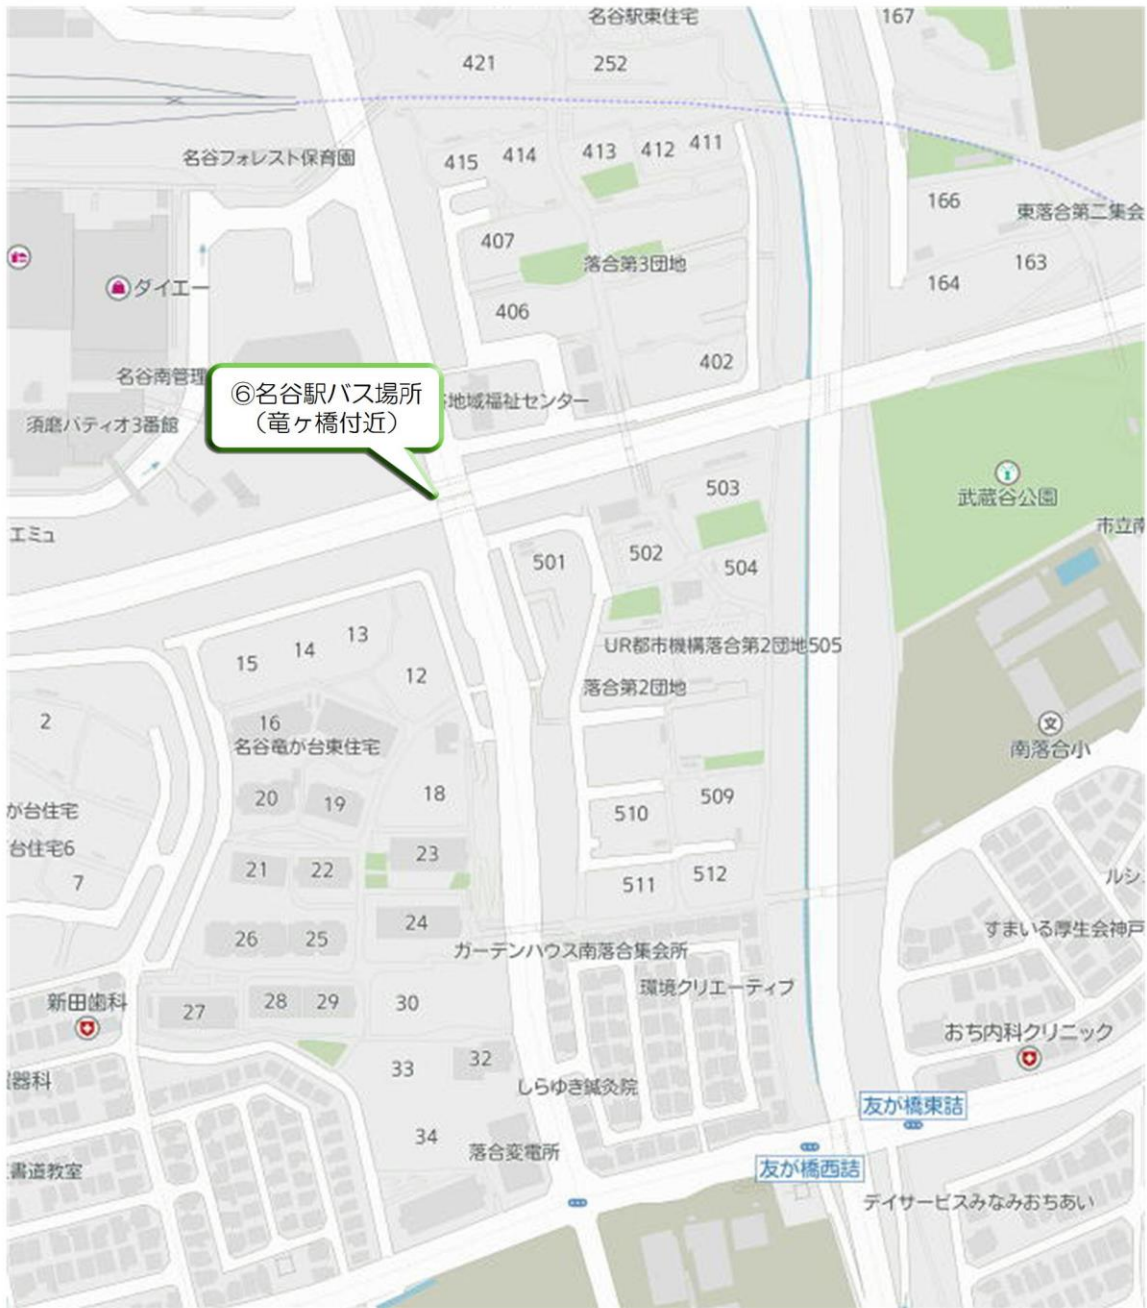 名谷駅東住宅
167
421
252
名谷フォレスト保育園
415
414
413
412
411
166
東落合第二集会
407
落合第3団地
163
164
ダイエー
406
402
名谷南管理
⑥名谷駅バス場所
(竜ヶ橋付近)
地域福祉センター
須磨パティオ3番館
503
武蔵谷公園
エミュ
市立南
501
502
504
UR都市機構落合第2団地505
落合第2団地
15
14
13
12
2
16
名谷竜が台東住宅
文
南落合小
20
19
18
が台住宅
台住宅6
510
509
7
21
22
23
511
512
ルシ
26
25
24
ガーデンハウス南落合集会所
すまいる厚生会神戸
環境クリエーティブ
新田歯科
27
28
29
30
おち内科クリニック
器科
33
32
しらゆき鍼灸院
友が橋東詰
34
落合変電所
書道教室
友が橋西詰
デイサービスみなみおちあい